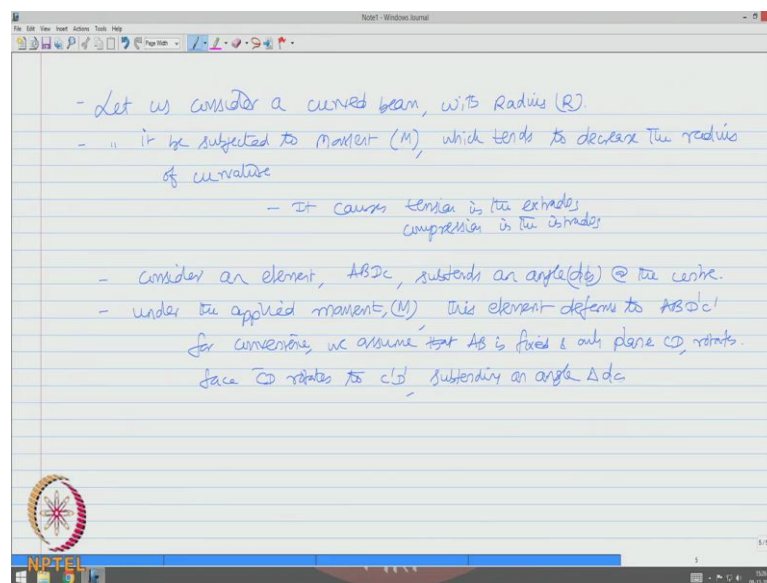 Note1 - Windows Journal
File Edit View Insert Actions Tools Help
Page Width
- Let us consider a curved beam, with Radius (R).
- " it be subjected to moment (M), which tends to decrease the radius
of curvature
- It causes tension in the extrados
compression in the intrados
- consider an element, ABDC, subtends an angle (dϕ) @ the centre.
- under the applied moment, (M), this element deforms to ABD'C'
for convenience, we assume that AB is fixed & only plane CD, rotates.
face CD rotates to C'D', subtending an angle Δdα
NPTEL